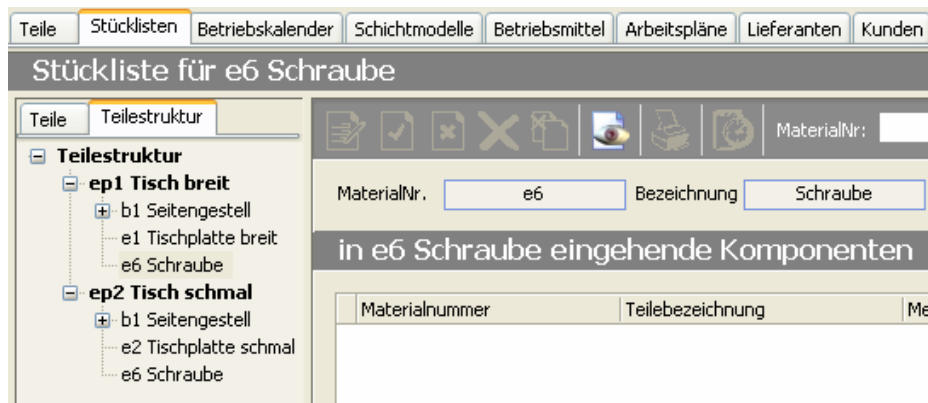 Teile Stücklisten Betriebskalender Schichtmodelle Betriebsmittel Arbeitspläne Lieferanten Kunden
Stückliste für e6 Schraube
Teile Teilestruktur
Teilestruktur
ep1 Tisch breit
b1 Seitengestell
e1 Tischplatte breit
e6 Schraube
ep2 Tisch schmal
b1 Seitengestell
e2 Tischplatte schmal
e6 Schraube
MaterialNr:
MaterialNr. e6 Bezeichnung Schraube
in e6 Schraube eingehende Komponenten
Materialnummer Teilebezeichnung Me